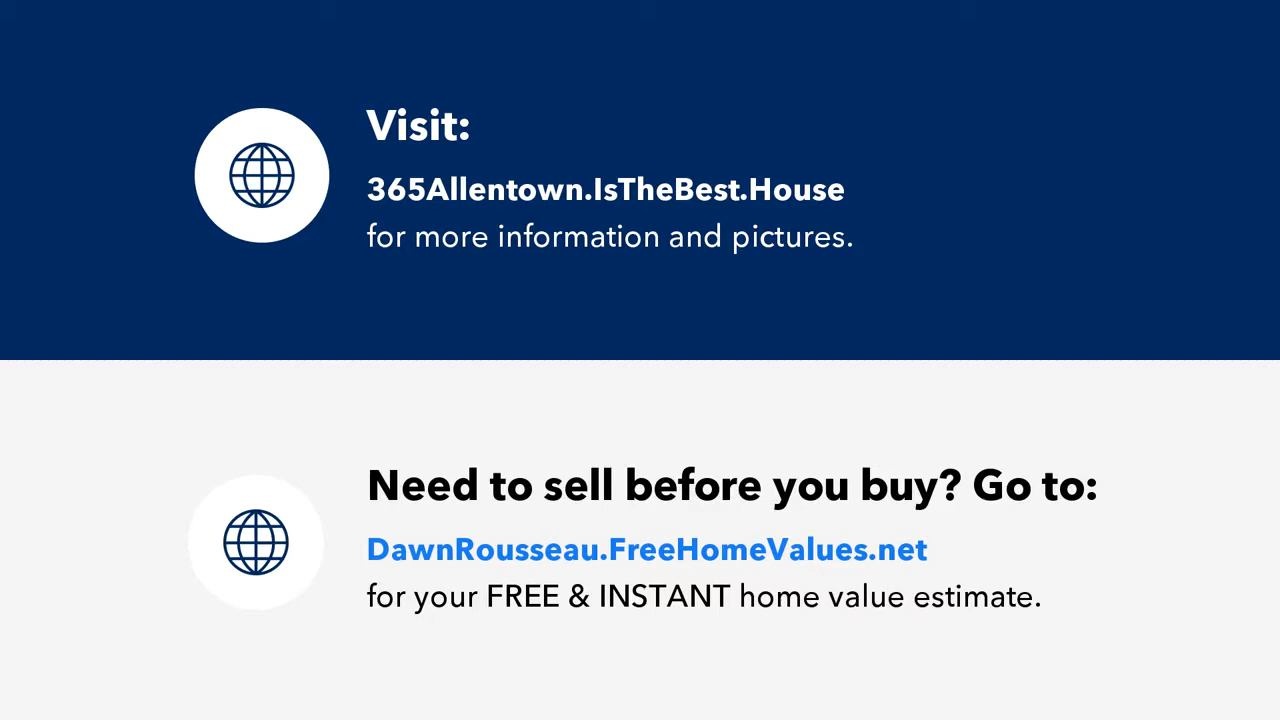 Visit:
365Allentown.IsTheBest.House
for more information and pictures.
Need to sell before you buy? Go to:
DawnRousseau.FreeHomeValues.net
for your FREE & INSTANT home value estimate.